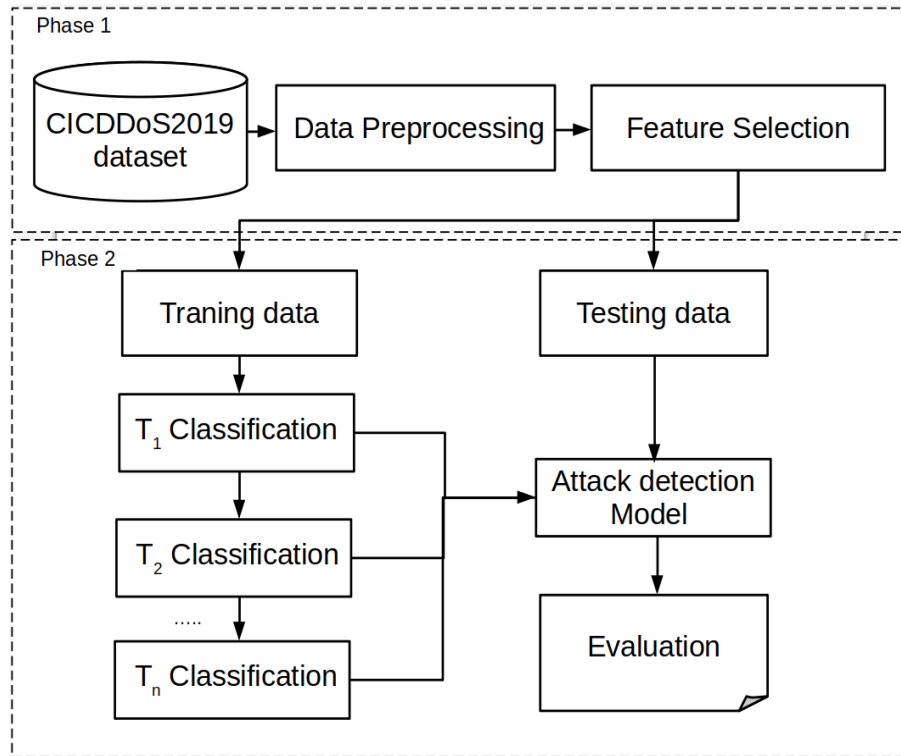 Phase 1
CICDDoS2019
dataset
Data Preprocessing
Feature Selection
Phase 2
Traning data
Testing data
T1 Classification
Attack detection
Model
T2 Classification
.....
Evaluation
Tn Classification